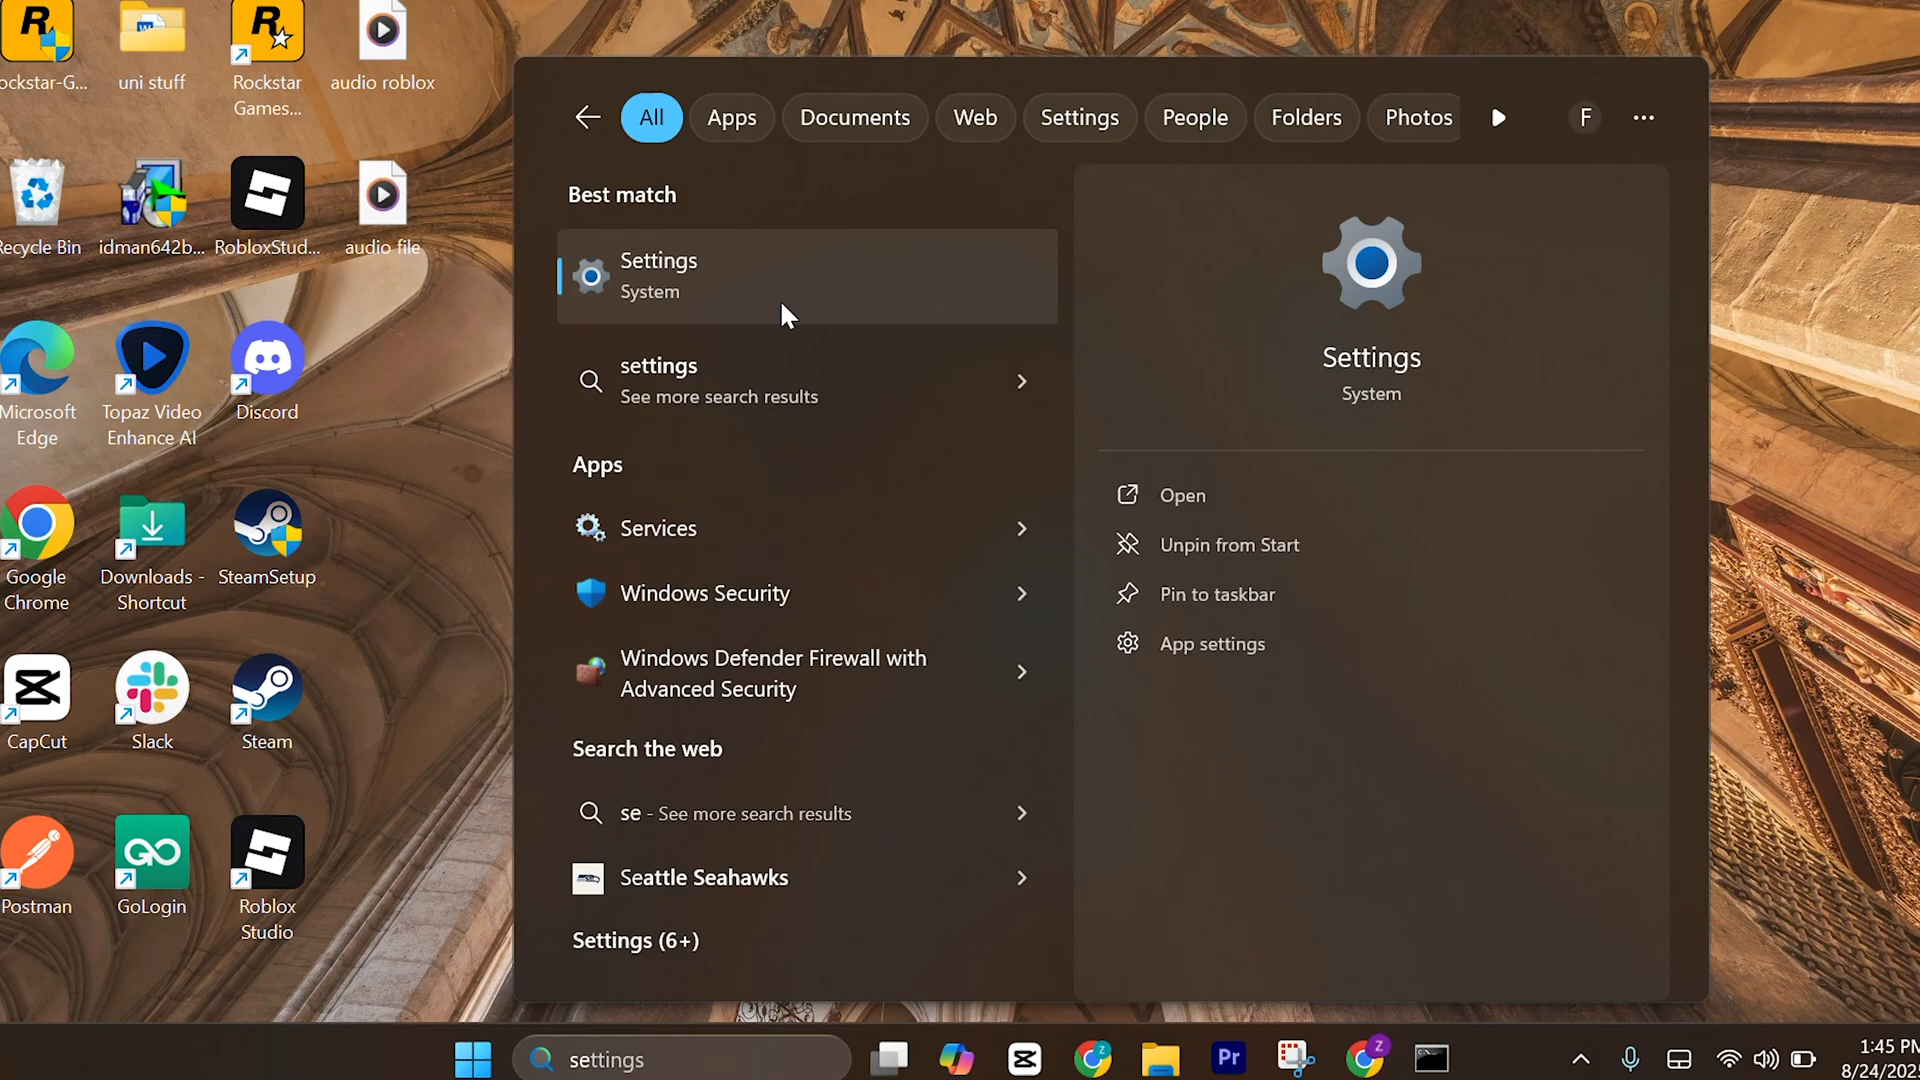 ockstar-G...
uni stuff
Rockstar
Games...
audio roblox
Recycle Bin
idman642b...
RobloxStud...
audio file
Microsoft
Edge
Topaz Video
Enhance AI
Discord
Google
Chrome
Downloads -
Shortcut
SteamSetup
CapCut
Slack
Steam
Postman
GoLogin
Roblox
Studio
All
Apps
Documents
Web
Settings
People
Folders
Photos
F
Best match
Settings
System
settings
See more search results
Apps
Services
Windows Security
Windows Defender Firewall with
Advanced Security
Search the web
se - See more search results
Seattle Seahawks
Settings (6+)
Settings
System
Open
Unpin from Start
Pin to taskbar
App settings
settings
Z
Pr
Z
1:45 PM
8/24/202